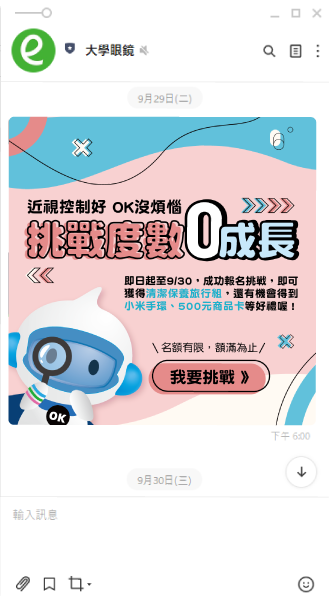 大學眼鏡
9月29日(二)
近視控制好 OK沒煩惱
挑戰度數0成長
即日起至9/30，成功報名挑戰，即可
獲得清潔保養旅行組，還有機會得到
小米手環、500元商品卡等好禮喔！
\ 名額有限，額滿為止 /
我要挑戰 》
OK
下午 6:00
9月30日(三)
輸入訊息